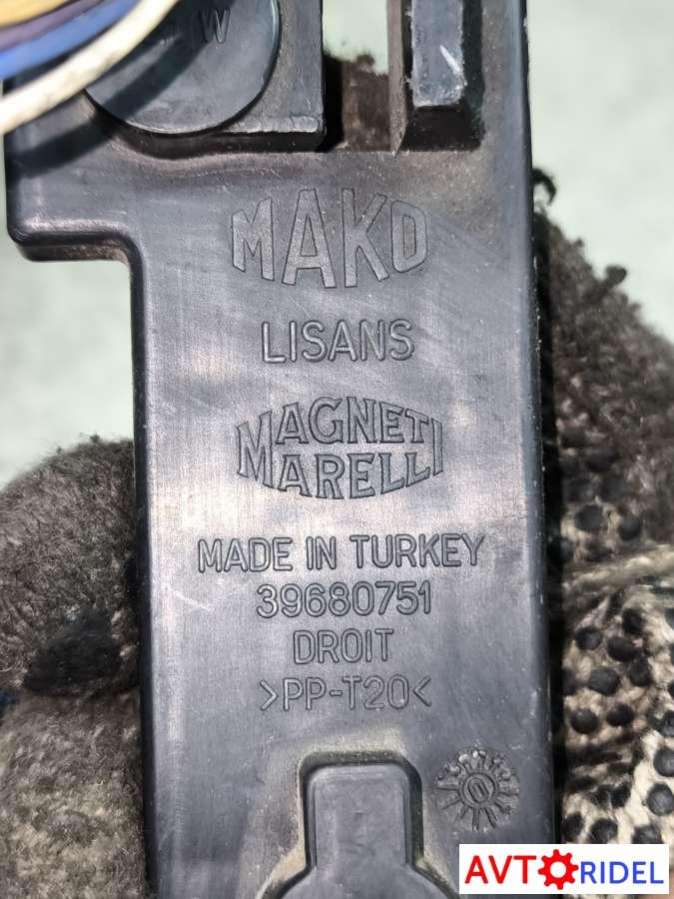 W
MAKO
LISANS
MAGNETI
MARELLI
MADE IN TURKEY
39680751
DROIT
>PP-T20<
AVTORIDEL